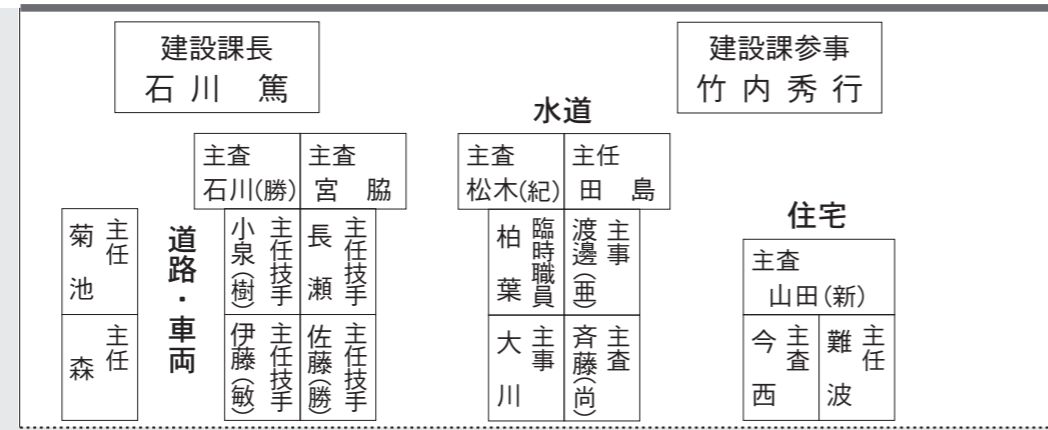 建設課長
石川 篤
建設課参事
竹内秀行
水道
主査
石川(勝)
主査
宮 脇
主査
松木(紀)
主任
田 島
住宅
主任
菊 池
主任
森
道路・車両
主任技手
小泉(樹)
主任技手
長 瀬
主任技手
伊藤(敏)
主任技手
佐藤(勝)
臨時職員
柏 葉
主事
渡邊(亜)
主事
大 川
主査
斉藤(尚)
主査
山田(新)
主査
今 西
主任
難 波